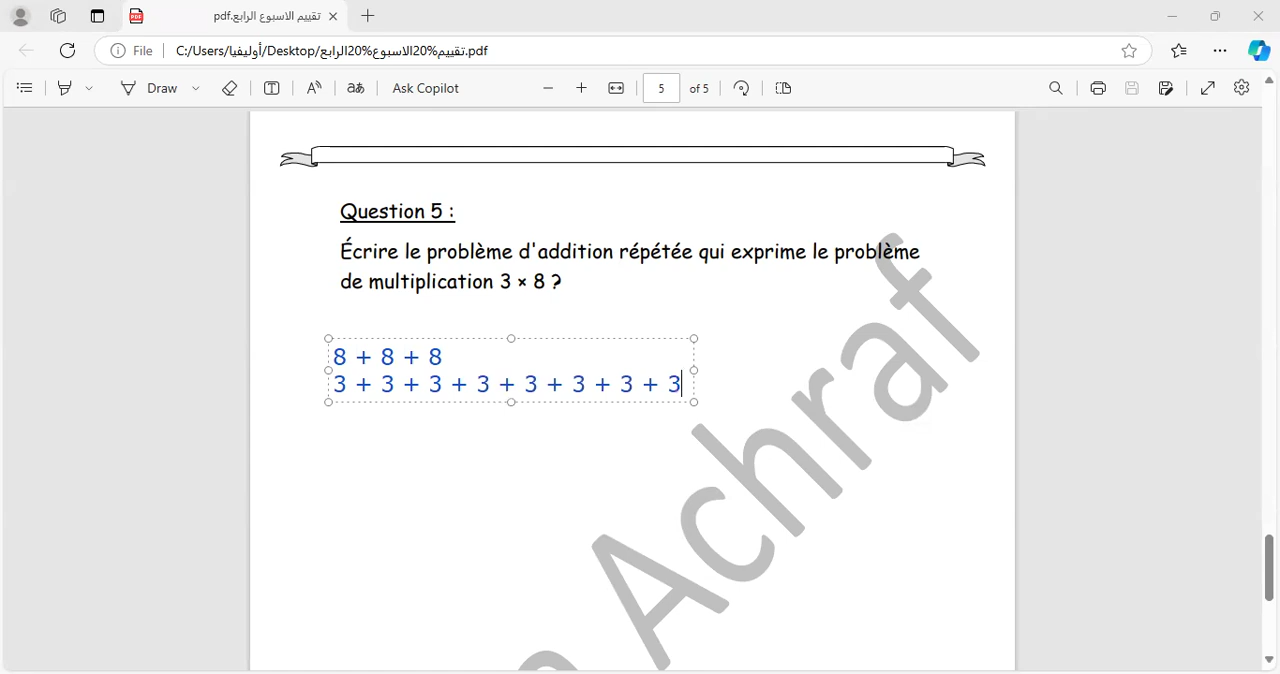 تقييم الاسبوع الرابع.pdf
File
C:/Users/أوليفيا/Desktop/تقييم%20الاسبوع%20الرابع.pdf
Draw
Ask Copilot
5
of 5
Question 5 :
Écrire le problème d'addition répétée qui exprime le problème
de multiplication 3 × 8 ?
8 + 8 + 8
3 + 3 + 3 + 3 + 3 + 3 + 3 + 3
Achraf